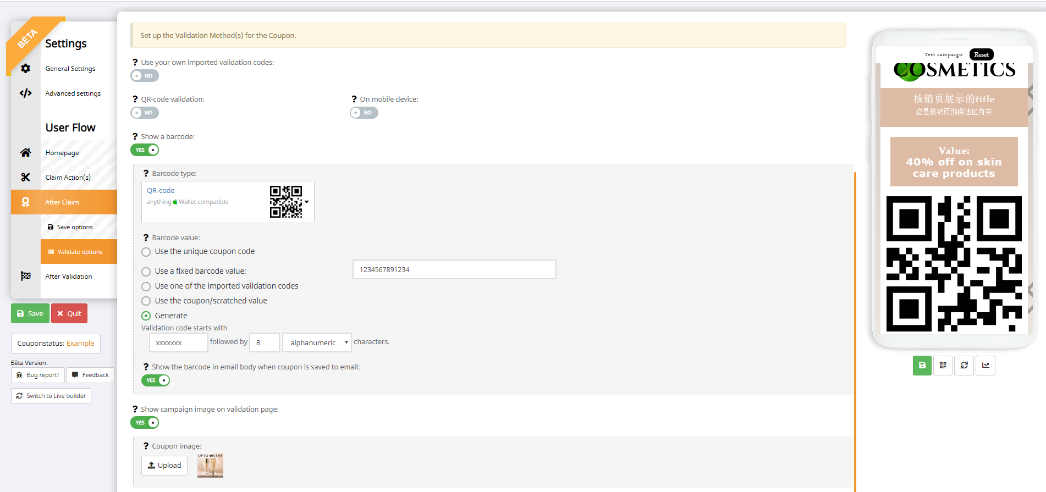 BETA
Settings
General Settings
Advanced settings
User Flow
Homepage
Claim Action(s)
After Claim
Save options
Validate options
After Validation
Save
Quit
Couponstatus: Example
Bèta Version:
Bug report!
Feedback
Switch to Live builder
Set up the Validation Method(s) for the Coupon.
? Use your own imported validation codes:
NO
? QR-code validation:
NO
? On mobile device:
NO
? Show a barcode:
YES
? Barcode type:
QR-code
anything Wallet compatible
? Barcode value:
Use the unique coupon code
Use a fixed barcode value:
1234567891234
Use one of the imported validation codes
Use the coupon/scratched value
Generate
Validation code starts with
xxxxxxx followed by 8 alphanumeric characters.
? Show the barcode in email body when coupon is saved to email:
YES
? Show campaign image on validation page:
YES
? Coupon image:
Upload
Test campaign
Reset
COSMETICS
核销页展示的title
这是核销页的描述区内容
Value:
40% off on skin
care products